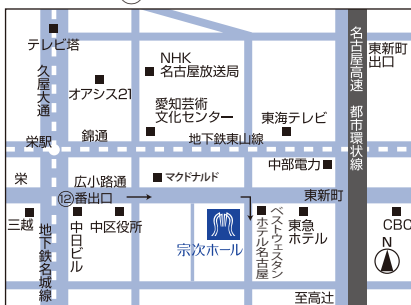 テレビ塔
久屋大通
オアシス21
NHK
名古屋放送局
愛知芸術
文化センター
東海テレビ
名古屋高速 都市環状線
東新町
出口
栄駅
錦通
地下鉄東山線
中部電力
栄
広小路通
マクドナルド
東新町
⑫番出口
三越
地下鉄名城線
中日ビル
中区役所
宗次ホール
ベストウェスタン
ホテル名古屋
東急
ホテル
CBC
N
至高辻